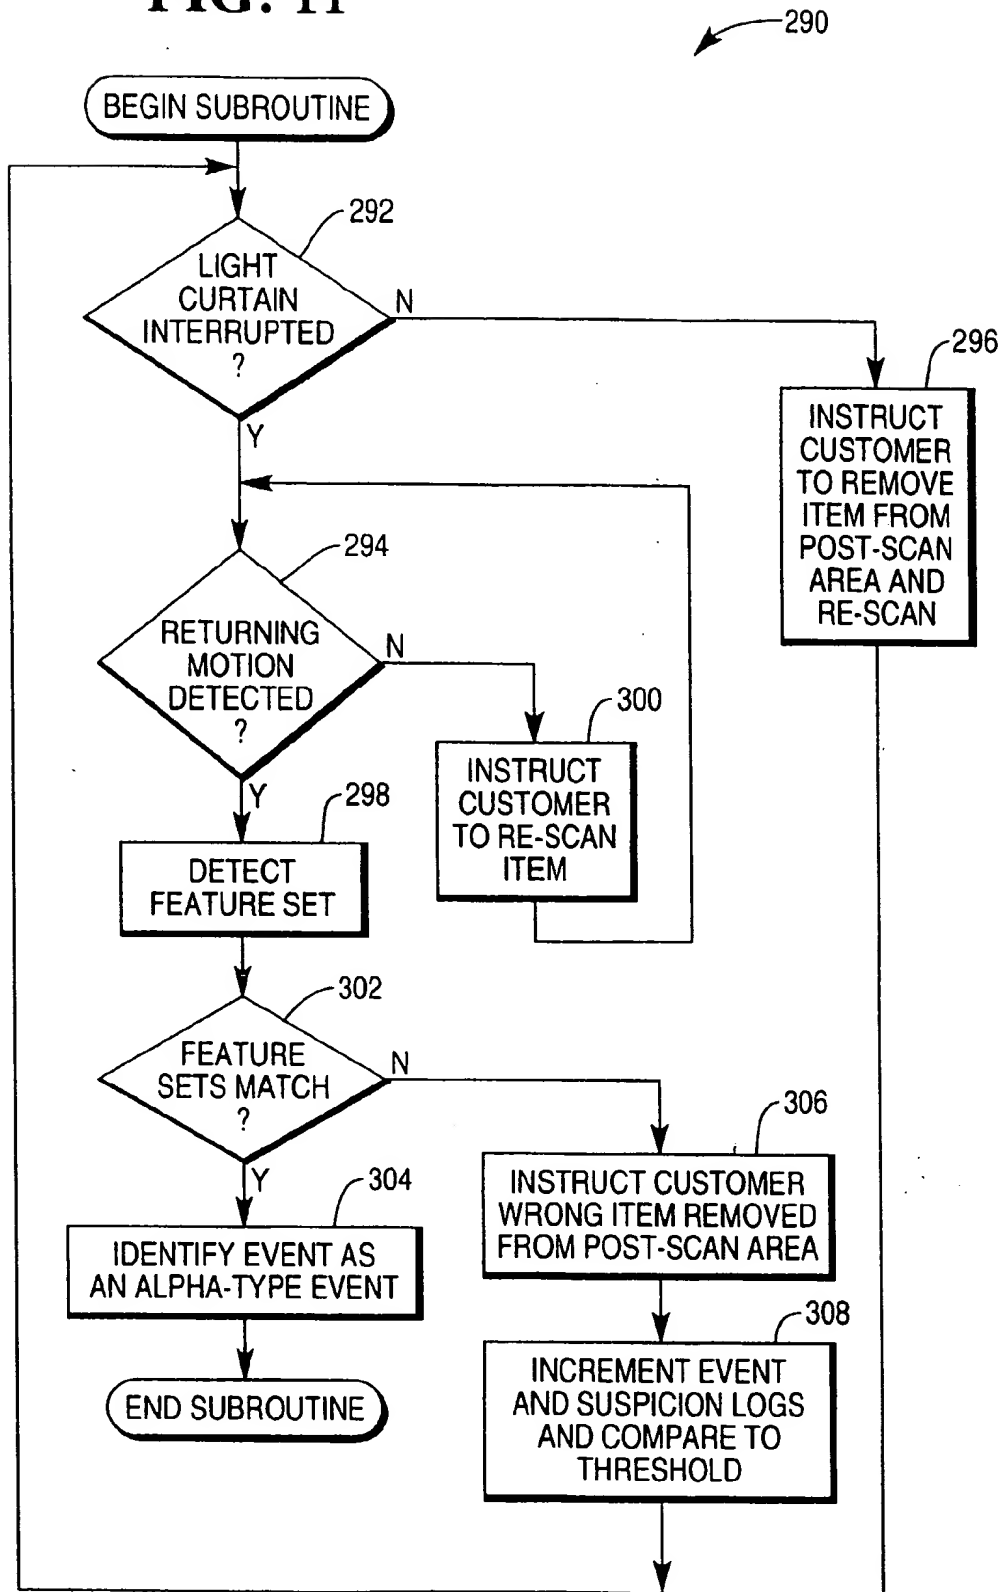 FIG. 11
290
BEGIN SUBROUTINE
292
LIGHT
CURTAIN
INTERRUPTED
?
N
Y
296
INSTRUCT
CUSTOMER
TO REMOVE
ITEM FROM
POST-SCAN
AREA AND
RE-SCAN
294
RETURNING
MOTION
DETECTED
?
N
Y
300
INSTRUCT
CUSTOMER
TO RE-SCAN
ITEM
298
DETECT
FEATURE SET
302
FEATURE
SETS MATCH
?
N
Y
306
INSTRUCT CUSTOMER
WRONG ITEM REMOVED
FROM POST-SCAN AREA
304
IDENTIFY EVENT AS
AN ALPHA-TYPE EVENT
308
INCREMENT EVENT
AND SUSPICION LOGS
AND COMPARE TO
THRESHOLD
END SUBROUTINE